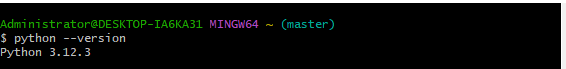 Administrator@DESKTOP-IA6KA31 MINGW64 ~ (master)
$ python --version
Python 3.12.3